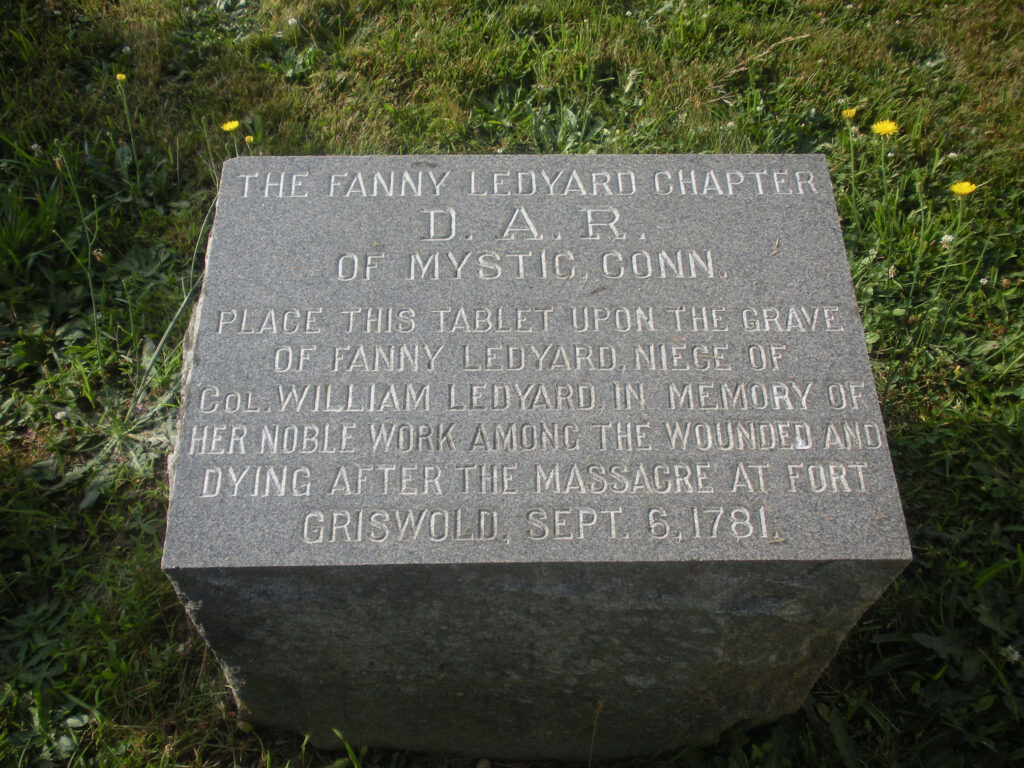 THE FANNY LEDYARD CHAPTER
D. A. R.
OF MYSTIC, CONN.
PLACE THIS TABLET UPON THE GRAVE
OF FANNY LEDYARD, NIECE OF
COL. WILLIAM LEDYARD, IN MEMORY OF
HER NOBLE WORK AMONG THE WOUNDED AND
DYING AFTER THE MASSACRE AT FORT
GRISWOLD, SEPT. 6, 1781.